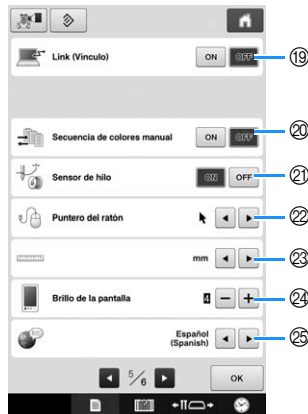 Link (Vínculo) ON OFF ⑲
Secuencia de colores manual ON OFF ⑳
Sensor de hilo ON OFF ㉑
Puntero del ratón ㉒
mm ㉓
Brillo de la pantalla 4 − + ㉔
Español
(Spanish) ㉕
5/6 OK